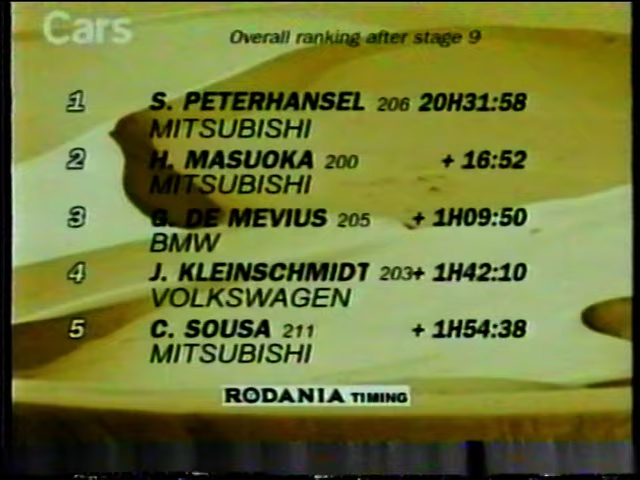 Cars
Overall ranking after stage 9
1 S. PETERHANSEL 206 20H31:58
MITSUBISHI
2 H. MASUOKA 200 + 16:52
MITSUBISHI
3 G. DE MEVIUS 205 + 1H09:50
BMW
4 J. KLEINSCHMIDT 203+ 1H42:10
VOLKSWAGEN
5 C. SOUSA 211 + 1H54:38
MITSUBISHI
RODANIA TIMING